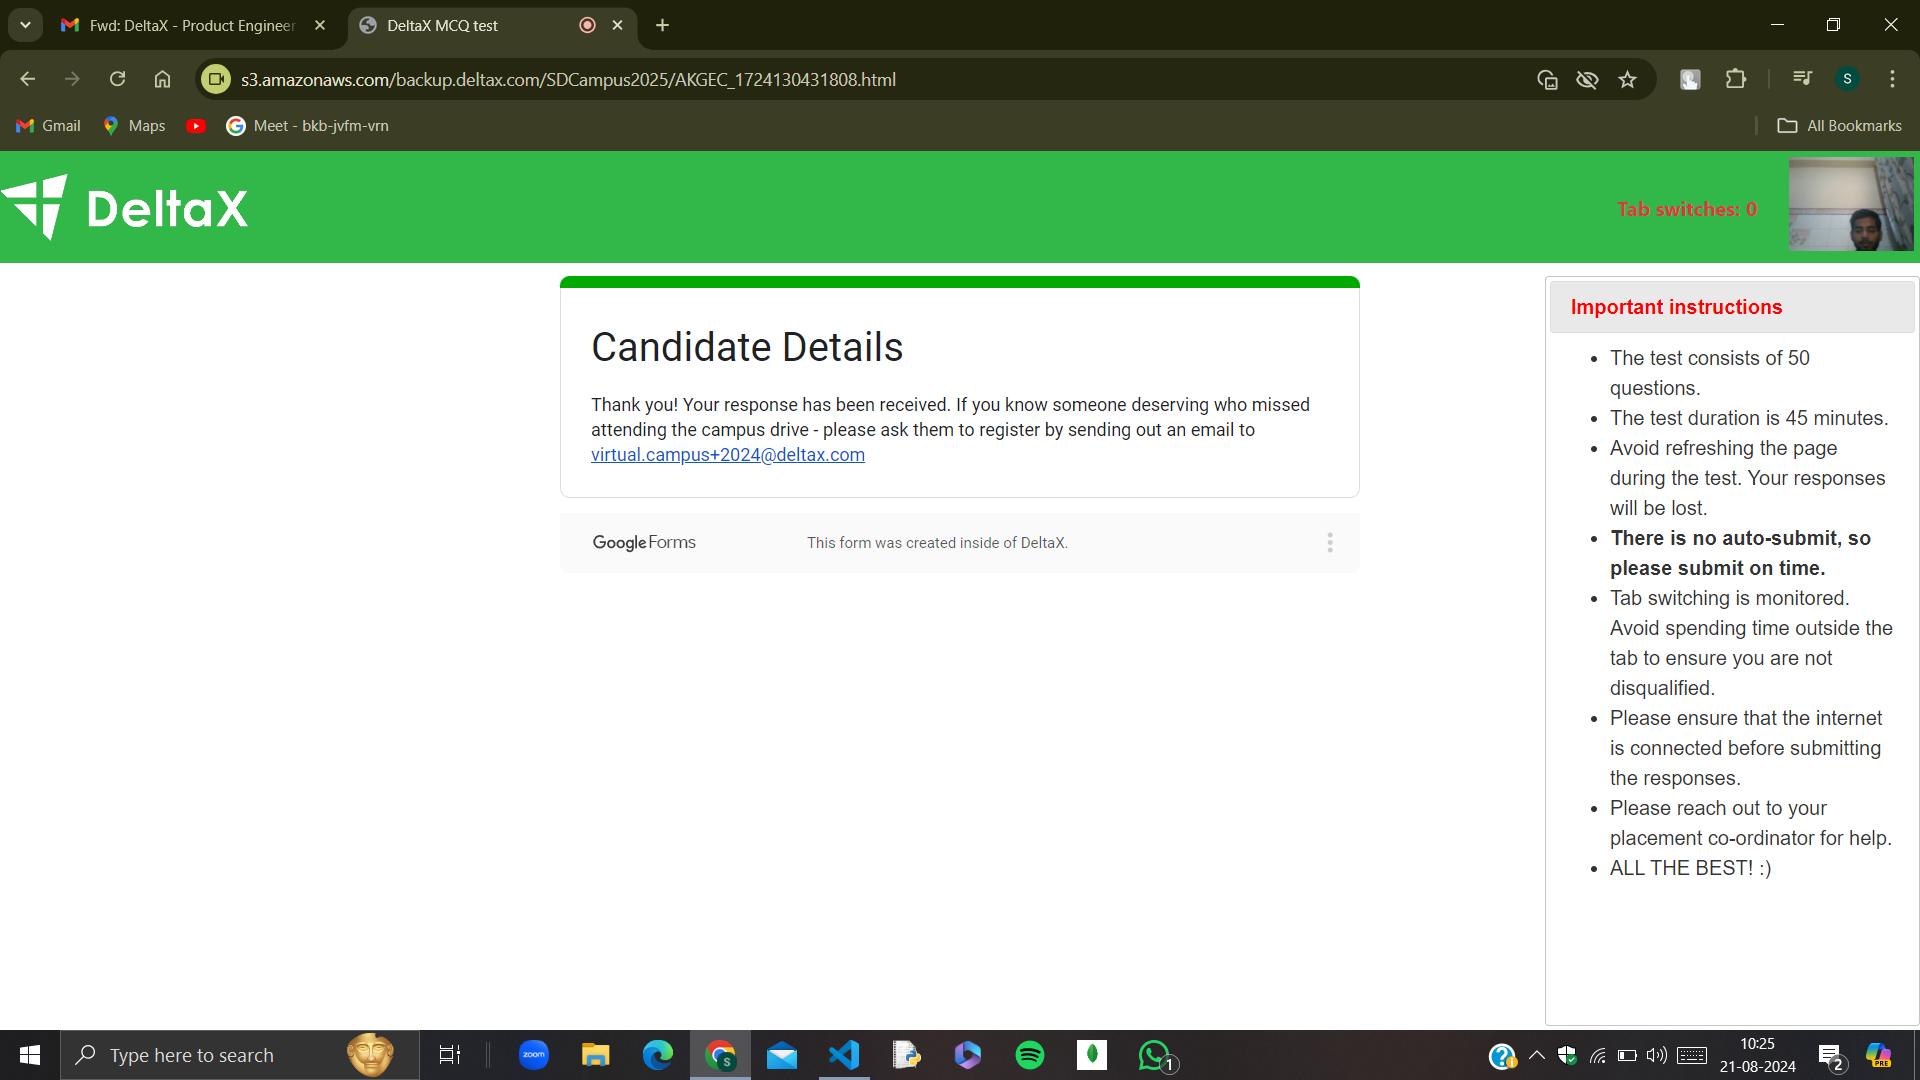 Fwd: DeltaX - Product Engineer
DeltaX MCQ test
s3.amazonaws.com/backup.deltax.com/SDCampus2025/AKGEC_1724130431808.html
S
Gmail
Maps
Meet - bkb-jvfm-vrn
All Bookmarks
DeltaX
Tab switches: 0
Candidate Details
Thank you! Your response has been received. If you know someone deserving who missed
attending the campus drive - please ask them to register by sending out an email to
virtual.campus+2024@deltax.com
Google Forms
This form was created inside of DeltaX.
Important instructions
• The test consists of 50
questions.
• The test duration is 45 minutes.
• Avoid refreshing the page
during the test. Your responses
will be lost.
• There is no auto-submit, so
please submit on time.
• Tab switching is monitored.
Avoid spending time outside the
tab to ensure you are not
disqualified.
• Please ensure that the internet
is connected before submitting
the responses.
• Please reach out to your
placement co-ordinator for help.
• ALL THE BEST! :)
Type here to search
zoom
S
1
10:25
21-08-2024
2
PRE